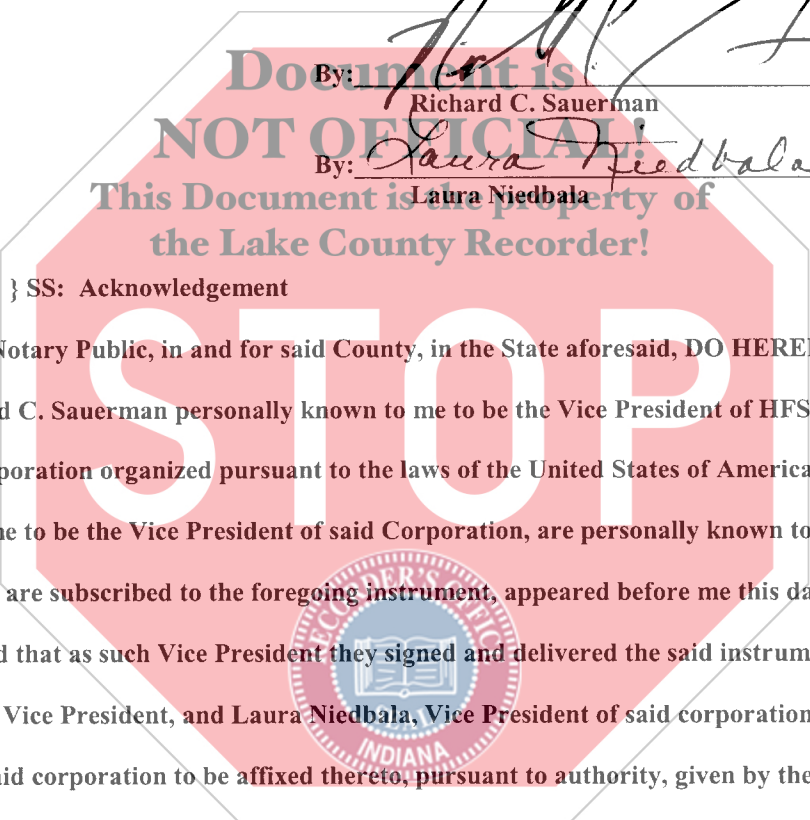 Document is
By:
Richard C. Sauerman
NOT OFFICIAL!
By: Laura Niedbala
This Document is the property of
Laura Niedbala
the Lake County Recorder!
} SS: Acknowledgement
STOP
Notary Public, in and for said County, in the State aforesaid, DO HEREB
d C. Sauerman personally known to me to be the Vice President of HFS
poration organized pursuant to the laws of the United States of America
ne to be the Vice President of said Corporation, are personally known to
are subscribed to the foregoing instrument, appeared before me this da
d that as such Vice President they signed and delivered the said instrum
Vice President, and Laura Niedbala, Vice President of said corporation
aid corporation to be affixed thereto, pursuant to authority, given by the
RECORDER'S OFFICE
SEAL
INDIANA